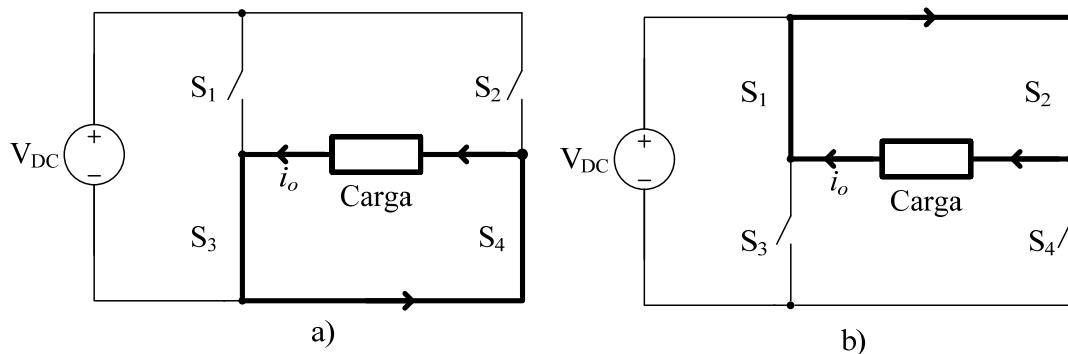 S1
S2
+
VDC
−
io
Carga
S3
S4
a)
S1
S2
+
VDC
−
io
Carga
S3
S4
b)